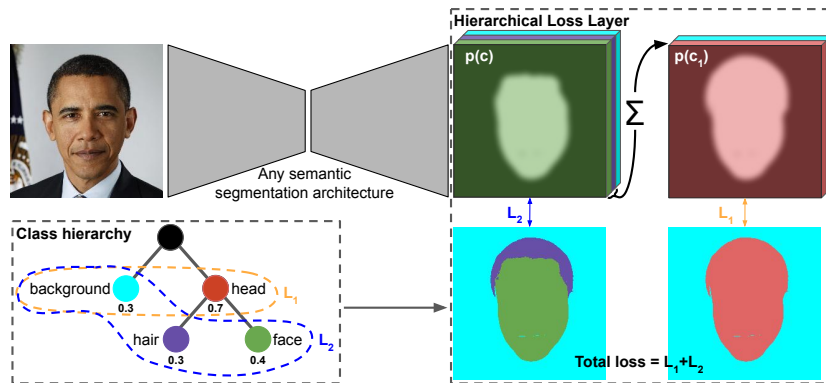 Hierarchical Loss Layer
p(c)
p(c₁)
Σ
Any semantic
segmentation architecture
L₂
L₁
Class hierarchy
background
head
L₁
0.3
0.7
hair
face
L₂
0.3
0.4
Total loss = L₁+L₂